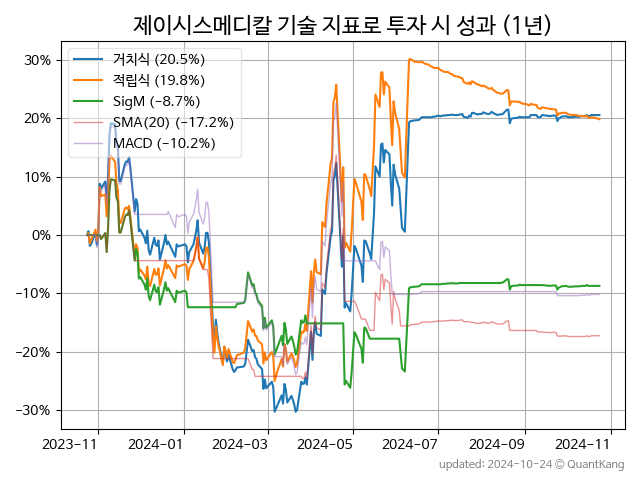 제이시스메디칼 기술 지표로 투자 시 성과 (1년)
30%
20%
10%
0%
−10%
−20%
−30%
거치식 (20.5%)
적립식 (19.8%)
SigM (−8.7%)
SMA(20) (−17.2%)
MACD (−10.2%)
2023−11
2024−01
2024−03
2024−05
2024−07
2024−09
2024−11
updated: 2024-10-24 © QuantKang